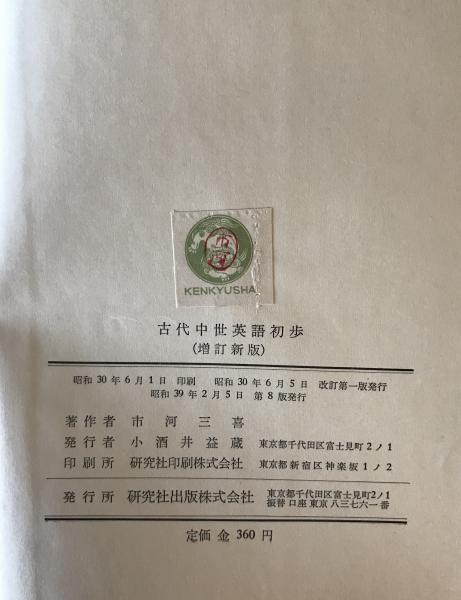 KENKYUSHA
古代中世英語初歩
(増訂新版)
昭和30年6月1日 印刷 昭和30年6月5日 改訂第一版発行
昭和39年2月5日 第8版発行
著作者 市河三喜
発行者 小酒井益蔵 東京都千代田区富士見町2ノ1
印刷所 研究社印刷株式会社 東京都新宿区神楽坂1ノ2
発行所 研究社出版株式会社 東京都千代田区富士見町2ノ1
振替口座東京八三七六一番
定価 金 360 円